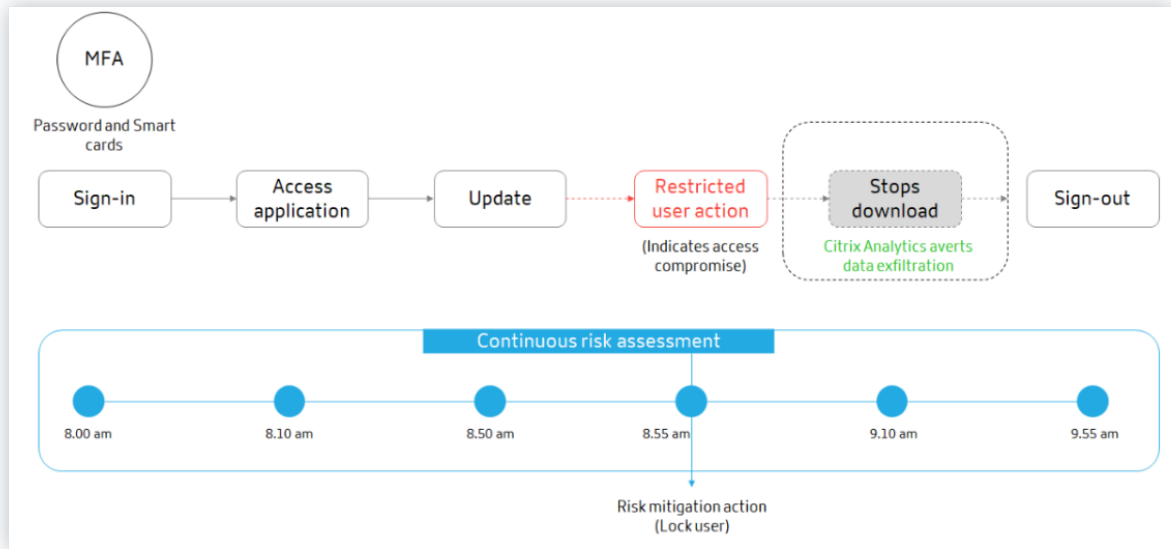 MFA
Password and Smart
cards
Sign-in
Access
application
Update
Restricted
user action
(Indicates access
compromise)
Stops
download
Citrix Analytics averts
data exfiltration
Sign-out
Continuous risk assessment
8.00 am
8.10 am
8.50 am
8.55 am
9.10 am
9.55 am
Risk mitigation action
(Lock user)